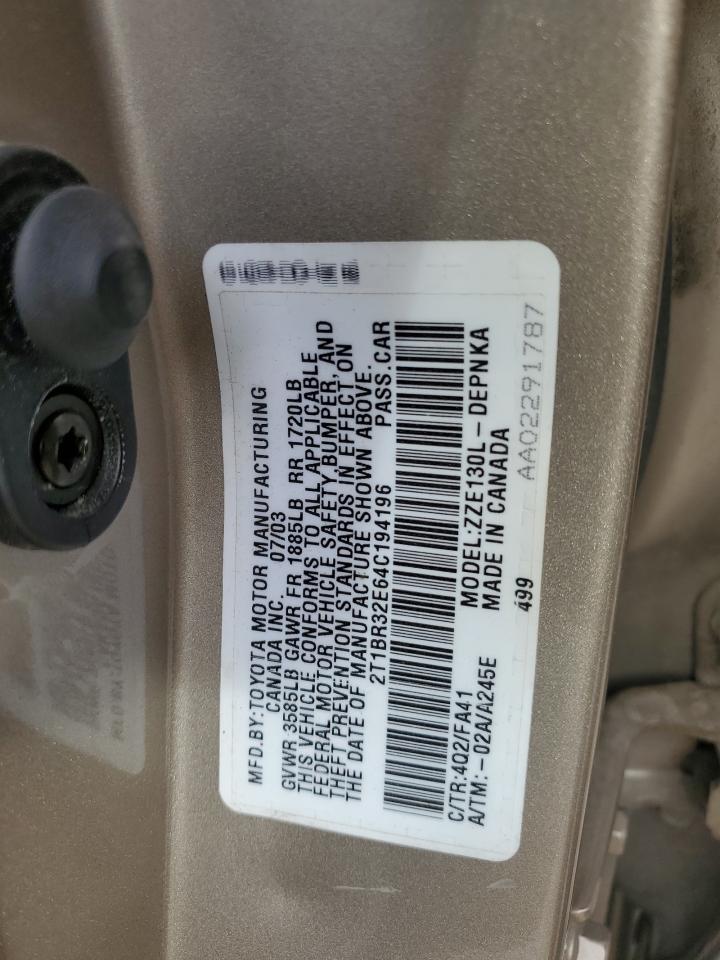 MFD.BY:TOYOTA MOTOR MANUFACTURING
CANADA INC. 07/03
GVWR 3585LB GAWR FR 1885LB RR 1720LB
THIS VEHICLE CONFORMS TO ALL APPLICABLE
FEDERAL MOTOR VEHICLE SAFETY,BUMPER, AND
THEFT PREVENTION STANDARDS IN EFFECT ON
THE DATE OF MANUFACTURE SHOWN ABOVE.
2T1BR32E64C194196 PASS.CAR
C/TR:4Q2/FA41 MODEL:ZZE130L-DEPNKA
A/TM:-02A/A245E MADE IN CANADA
499 AA02291787